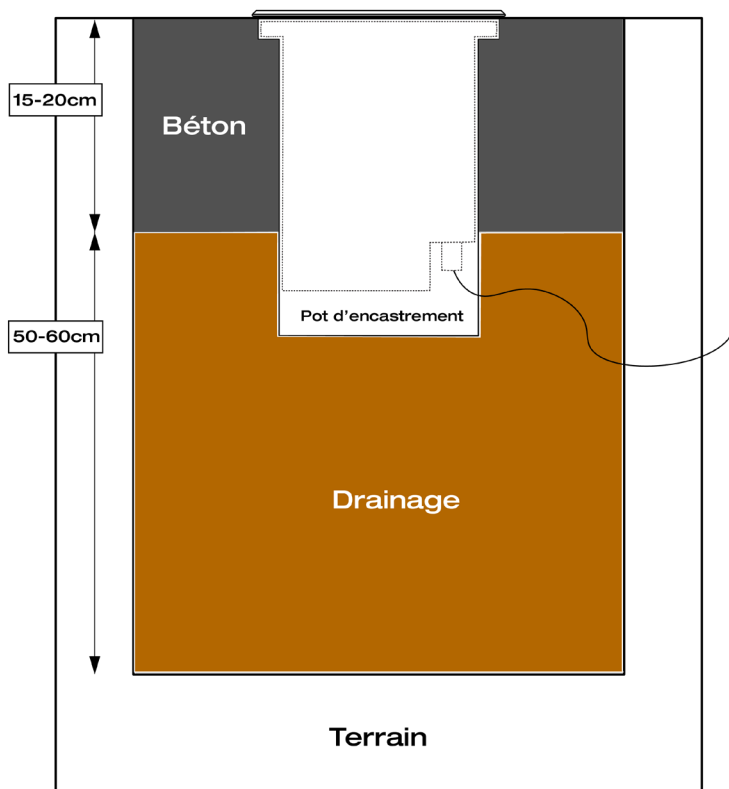 15-20cm
Béton
Pot d'encastrement
50-60cm
Drainage
Terrain